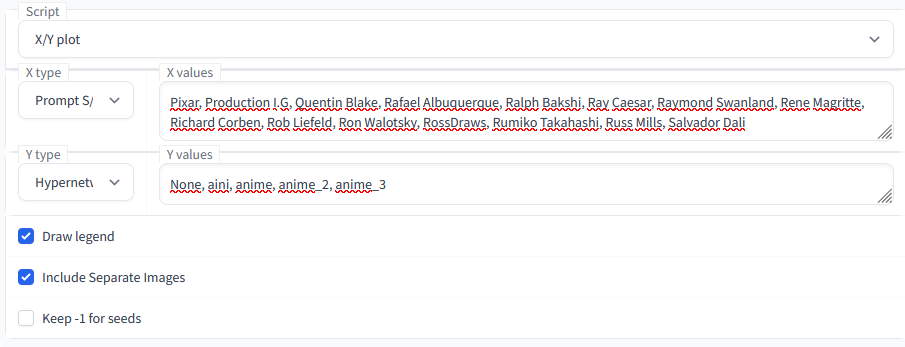 Script
X/Y plot
X type
X values
Prompt S/
Pixar, Production I.G, Quentin Blake, Rafael Albuquerque, Ralph Bakshi, Ray Caesar, Raymond Swanland, Rene Magritte,
Richard Corben, Rob Liefeld, Ron Walotsky, RossDraws, Rumiko Takahashi, Russ Mills, Salvador Dali
Y type
Y values
Hypernetw
None, aini, anime, anime_2, anime_3
Draw legend
Include Separate Images
Keep -1 for seeds